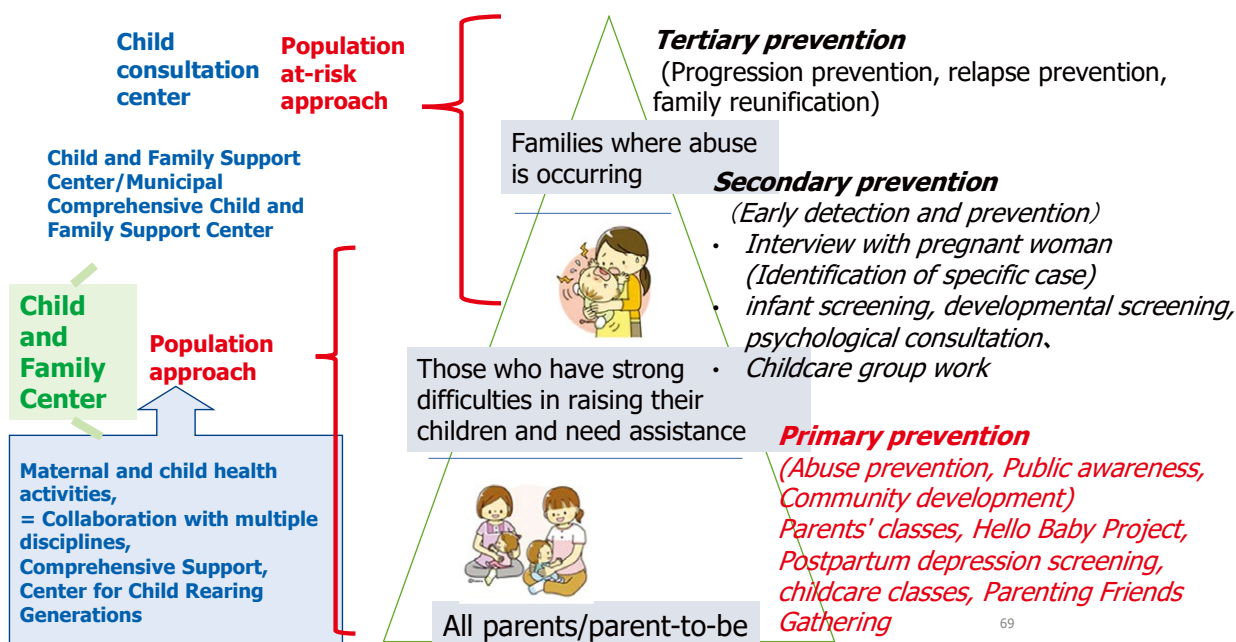 Child
consultation
center
Population
at-risk
approach
Tertiary prevention
(Progression prevention, relapse prevention,
family reunification)
Families where abuse
is occurring
Child and Family Support
Center/Municipal
Comprehensive Child and
Family Support Center
Secondary prevention
（Early detection and prevention）
• Interview with pregnant woman
(Identification of specific case)
• infant screening, developmental screening,
psychological consultation、
• Childcare group work
Child
and
Family
Center
Population
approach
Those who have strong
difficulties in raising their
children and need assistance
Primary prevention
(Abuse prevention, Public awareness,
Community development)
Parents' classes, Hello Baby Project,
Postpartum depression screening,
childcare classes, Parenting Friends
Gathering
Maternal and child health
activities,
= Collaboration with multiple
disciplines,
Comprehensive Support,
Center for Child Rearing
Generations
All parents/parent-to-be
69